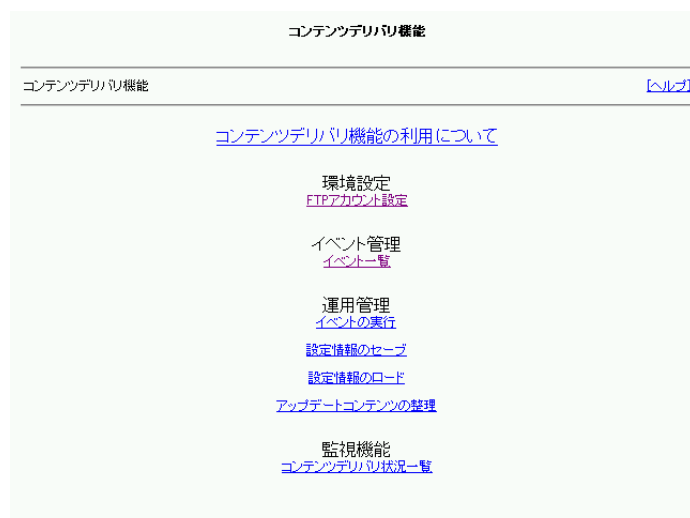 コンテンツデリバリ機能
コンテンツデリバリ機能 [ヘルプ]
コンテンツデリバリ機能の利用について
環境設定
FTPアカウント設定
イベント管理
イベント一覧
運用管理
イベントの実行
設定情報のセーブ
設定情報のロード
アップデートコンテンツの整理
監視機能
コンテンツデリバリ状況一覧